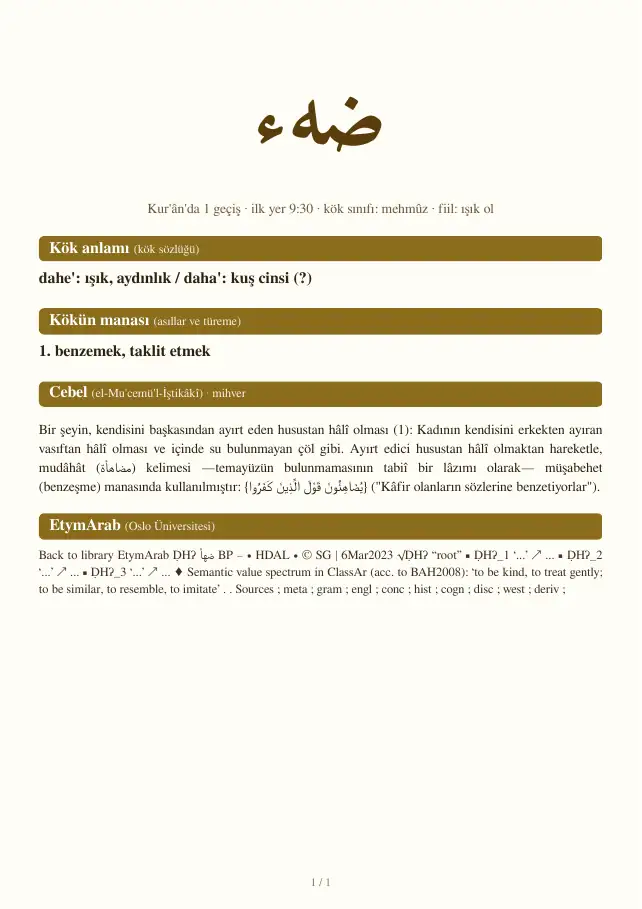 ضهء
Kur'ân'da 1 geçiş · ilk yer 9:30 · kök sınıfı: mehmûz · fiil: ışık ol
Kök anlamı (kök sözlüğü)
dahe': ışık, aydınlık / daha': kuş cinsi (?)
Kökün manası (asıllar ve türeme)
1. benzemek, taklit etmek
Cebel (el-Mu'cemü'l-İştikâkî) · mihver
Bir şeyin, kendisini başkasından ayırt eden husustan hâlî olması (1): Kadının kendisini erkekten ayıran
vasıftan hâlî olması ve içinde su bulunmayan çöl gibi. Ayırt edici husustan hâlî olmaktan hareketle,
mudâhât (مضاهأة) kelimesi —temayüzün bulunmamasının tabiî bir lâzımı olarak— müşabehet
(benzeşme) manasında kullanılmıştır: {يُضَاهِئُونَ قَوْلَ الَّذِينَ كَفَرُوا} ("Kâfir olanların sözlerine benzetiyorlar").
EtymArab (Oslo Üniversitesi)
Back to library EtymArab ḌHʔ ضهأ BP – • HDAL • © SG | 6Mar2023 √ḌHʔ “root” ▪ ḌHʔ_1 ‘...’ ↗ ... ▪ ḌHʔ_2
‘...’ ↗ ... ▪ ḌHʔ_3 ‘...’ ↗ ... ♦ Semantic value spectrum in ClassAr (acc. to BAH2008): ‘to be kind, to treat gently;
to be similar, to resemble, to imitate’ . . Sources ; meta ; gram ; engl ; conc ; hist ; cogn ; disc ; west ; deriv ;
1 / 1